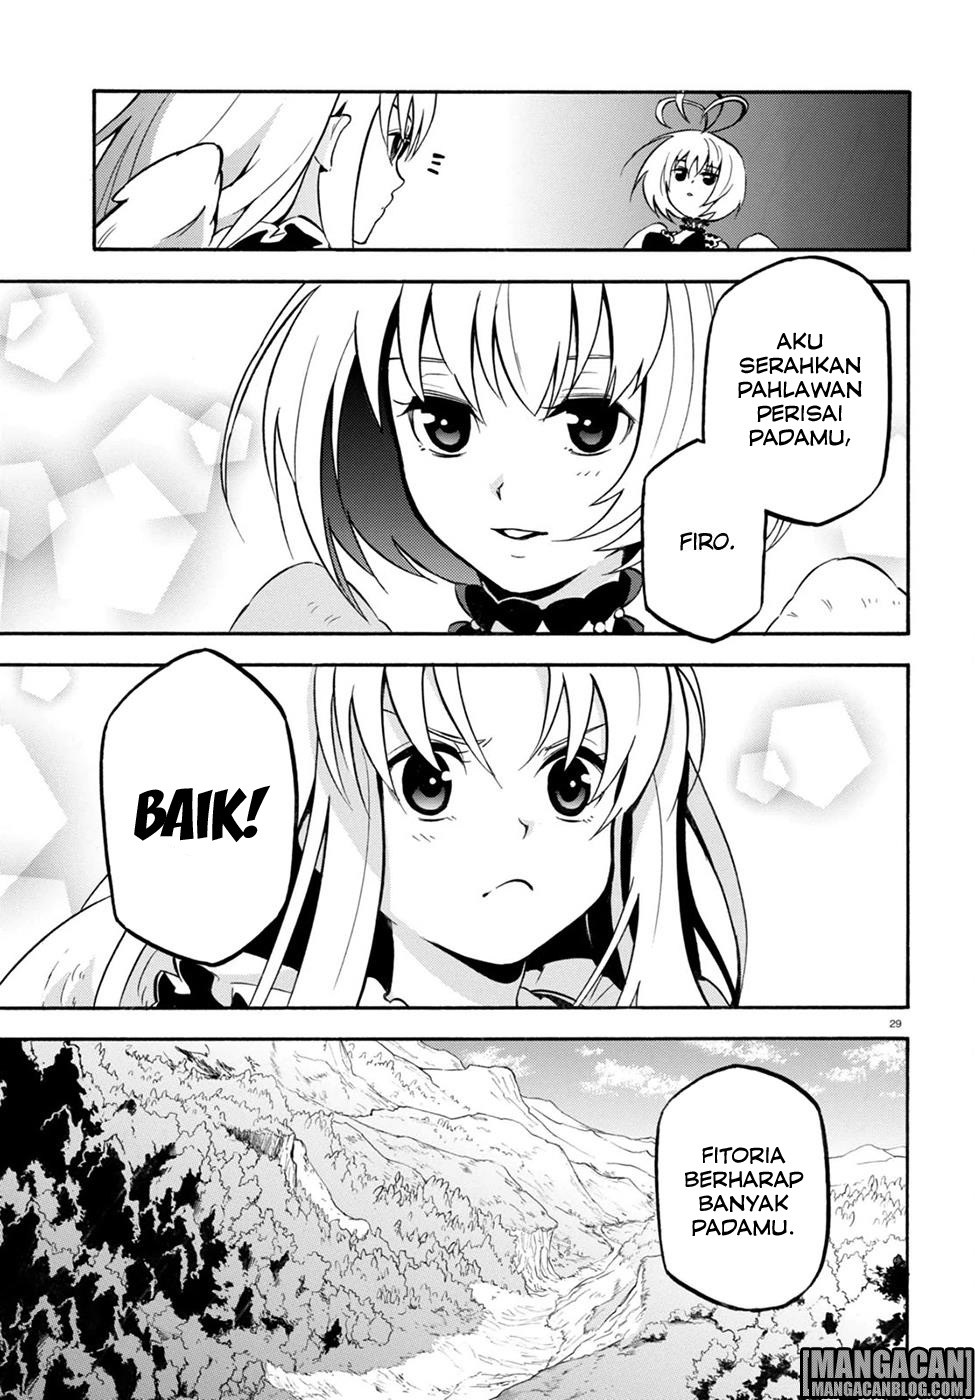 AKU
SERAHKAN
PAHLAWAN
PERISAI
PADAMU,
FIRO.
BAIK!
29
FITORIA
BERHARAP
BANYAK
PADAMU.
MANGACAN
MANGACANBLOG.COM